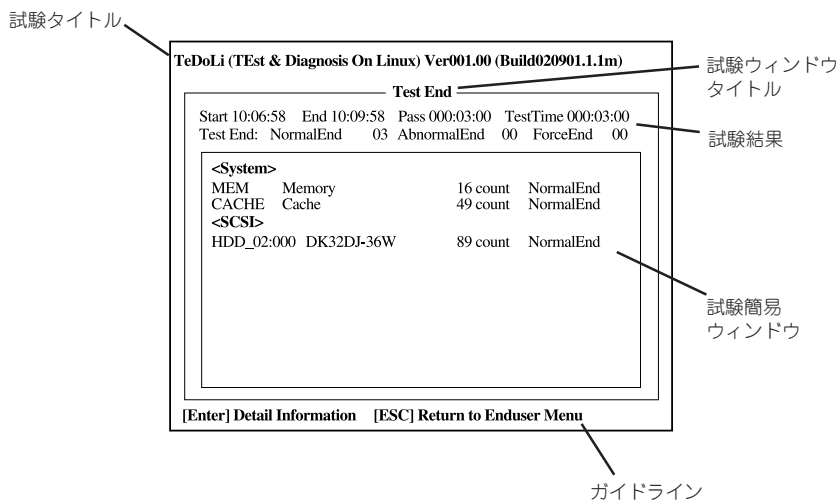 試験タイトル
TeDoLi (TEst & Diagnosis On Linux) Ver001.00 (Build020901.1.1m)
Test End
試験ウィンドウ
タイトル
Start 10:06:58 End 10:09:58 Pass 000:03:00 TestTime 000:03:00
Test End: NormalEnd 03 AbnormalEnd 00 ForceEnd 00
試験結果
<System>
MEM Memory 16 count NormalEnd
CACHE Cache 49 count NormalEnd
<SCSI>
HDD_02:000 DK32DJ-36W 89 count NormalEnd
試験簡易
ウィンドウ
[Enter] Detail Information [ESC] Return to Enduser Menu
ガイドライン